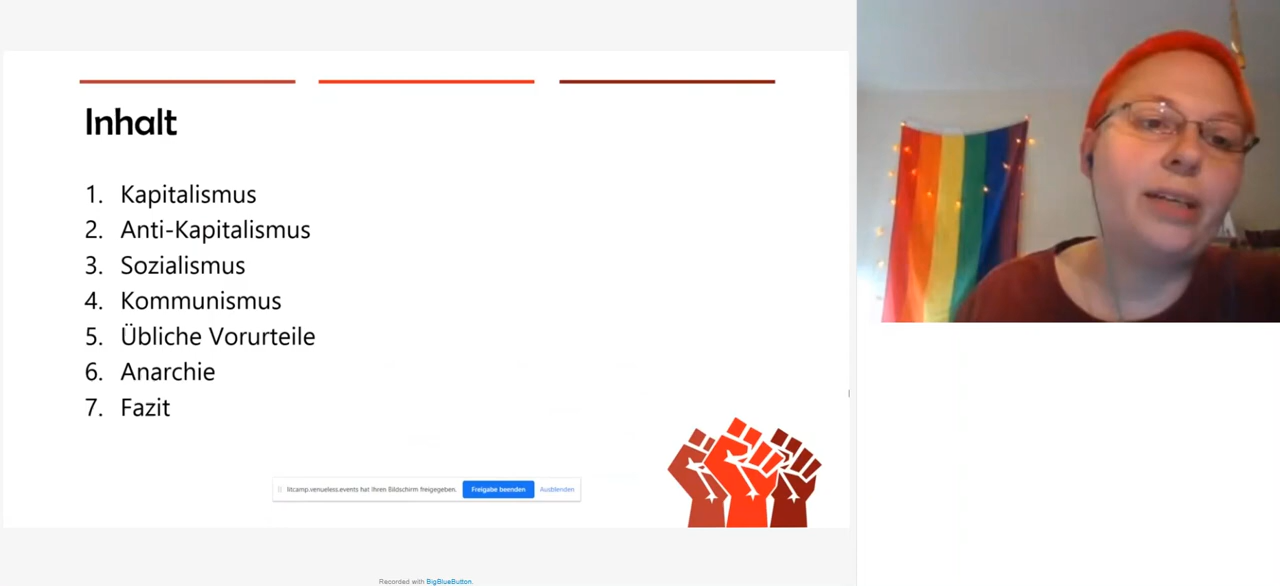 Inhalt
1. Kapitalismus
2. Anti-Kapitalismus
3. Sozialismus
4. Kommunismus
5. Übliche Vorurteile
6. Anarchie
7. Fazit
litcamp.venueless.events hat Ihren Bildschirm freigegeben. Freigabe beenden Ausblenden
Recorded with BigBlueButton.